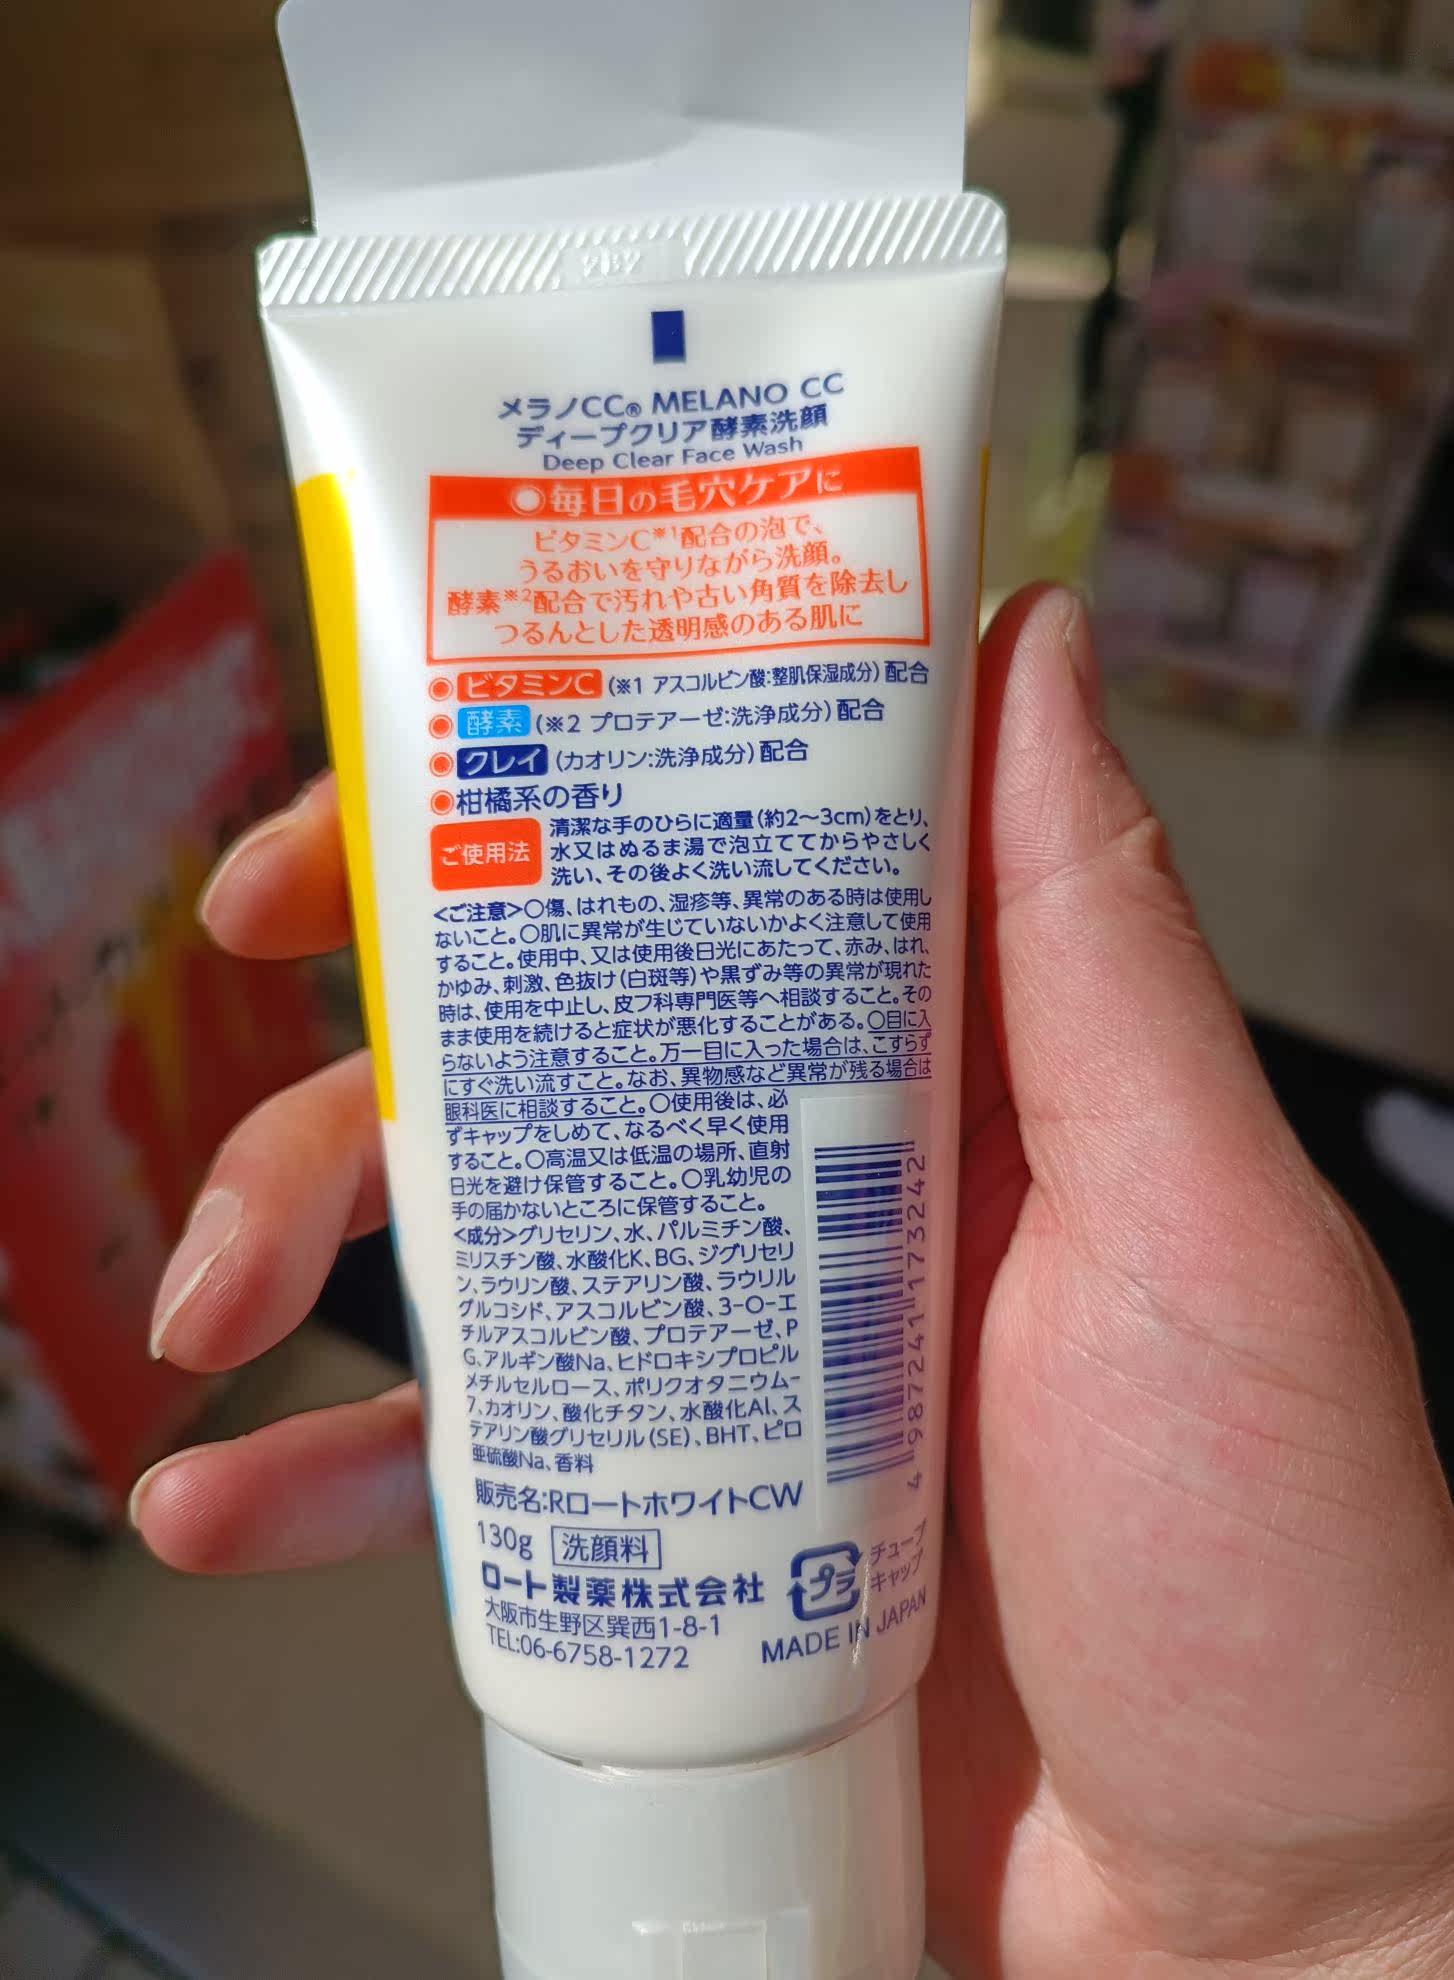 メラノCC® MELANO CC
ディープクリア酵素洗顔
Deep Clear Face Wash
◉毎日の毛穴ケアに
ビタミンC※1配合の泡で、
うるおいを守りながら洗顔。
酵素※2配合で汚れや古い角質を除去し
つるんとした透明感のある肌に
◉ビタミンC(※1 アスコルビン酸:整肌保湿成分)配合
◉酵素(※2 プロテアーゼ:洗浄成分)配合
◉クレイ(カオリン:洗浄成分)配合
◉柑橘系の香り
ご使用法
清潔な手のひらに適量(約2〜3cm)をとり、
水又はぬるま湯で泡立ててからやさしく
洗い、その後よく洗い流してください。
<ご注意>○傷、はれもの、湿疹等、異常のある時は使用し
ないこと。○肌に異常が生じていないかよく注意して使用
すること。使用中、又は使用後日光にあたって、赤み、はれ、
かゆみ、刺激、色抜け(白斑等)や黒ずみ等の異常が現れた
時は、使用を中止し、皮フ科専門医等へ相談すること。その
まま使用を続けると症状が悪化することがある。○目に入
らないよう注意すること。万一目に入った場合は、こすらず
にすぐ洗い流すこと。なお、異物感など異常が残る場合は
眼科医に相談すること。○使用後は、必
ずキャップをしめて、なるべく早く使用
すること。○高温又は低温の場所、直射
日光を避け保管すること。○乳幼児の
手の届かないところに保管すること。
<成分>グリセリン、水、パルミチン酸、
ミリスチン酸、水酸化K、BG、ジグリセリ
ン、ラウリン酸、ステアリン酸、ラウリル
グルコシド、アスコルビン酸、3-O-エ
チルアスコルビン酸、プロテアーゼ、P
G、アルギン酸Na、ヒドロキシプロピル
メチルセルロース、ポリクオタニウム-
7、カオリン、酸化チタン、水酸化Al、ス
テアリン酸グリセリル(SE)、BHT、ピロ
亜硫酸Na、香料
4 987241 173242
販売名:RロートホワイトCW
130g 洗顔料
ロート製薬株式会社
大阪市生野区巽西1-8-1
TEL:06-6758-1272
プラ
チューブ
キャップ
MADE IN JAPAN